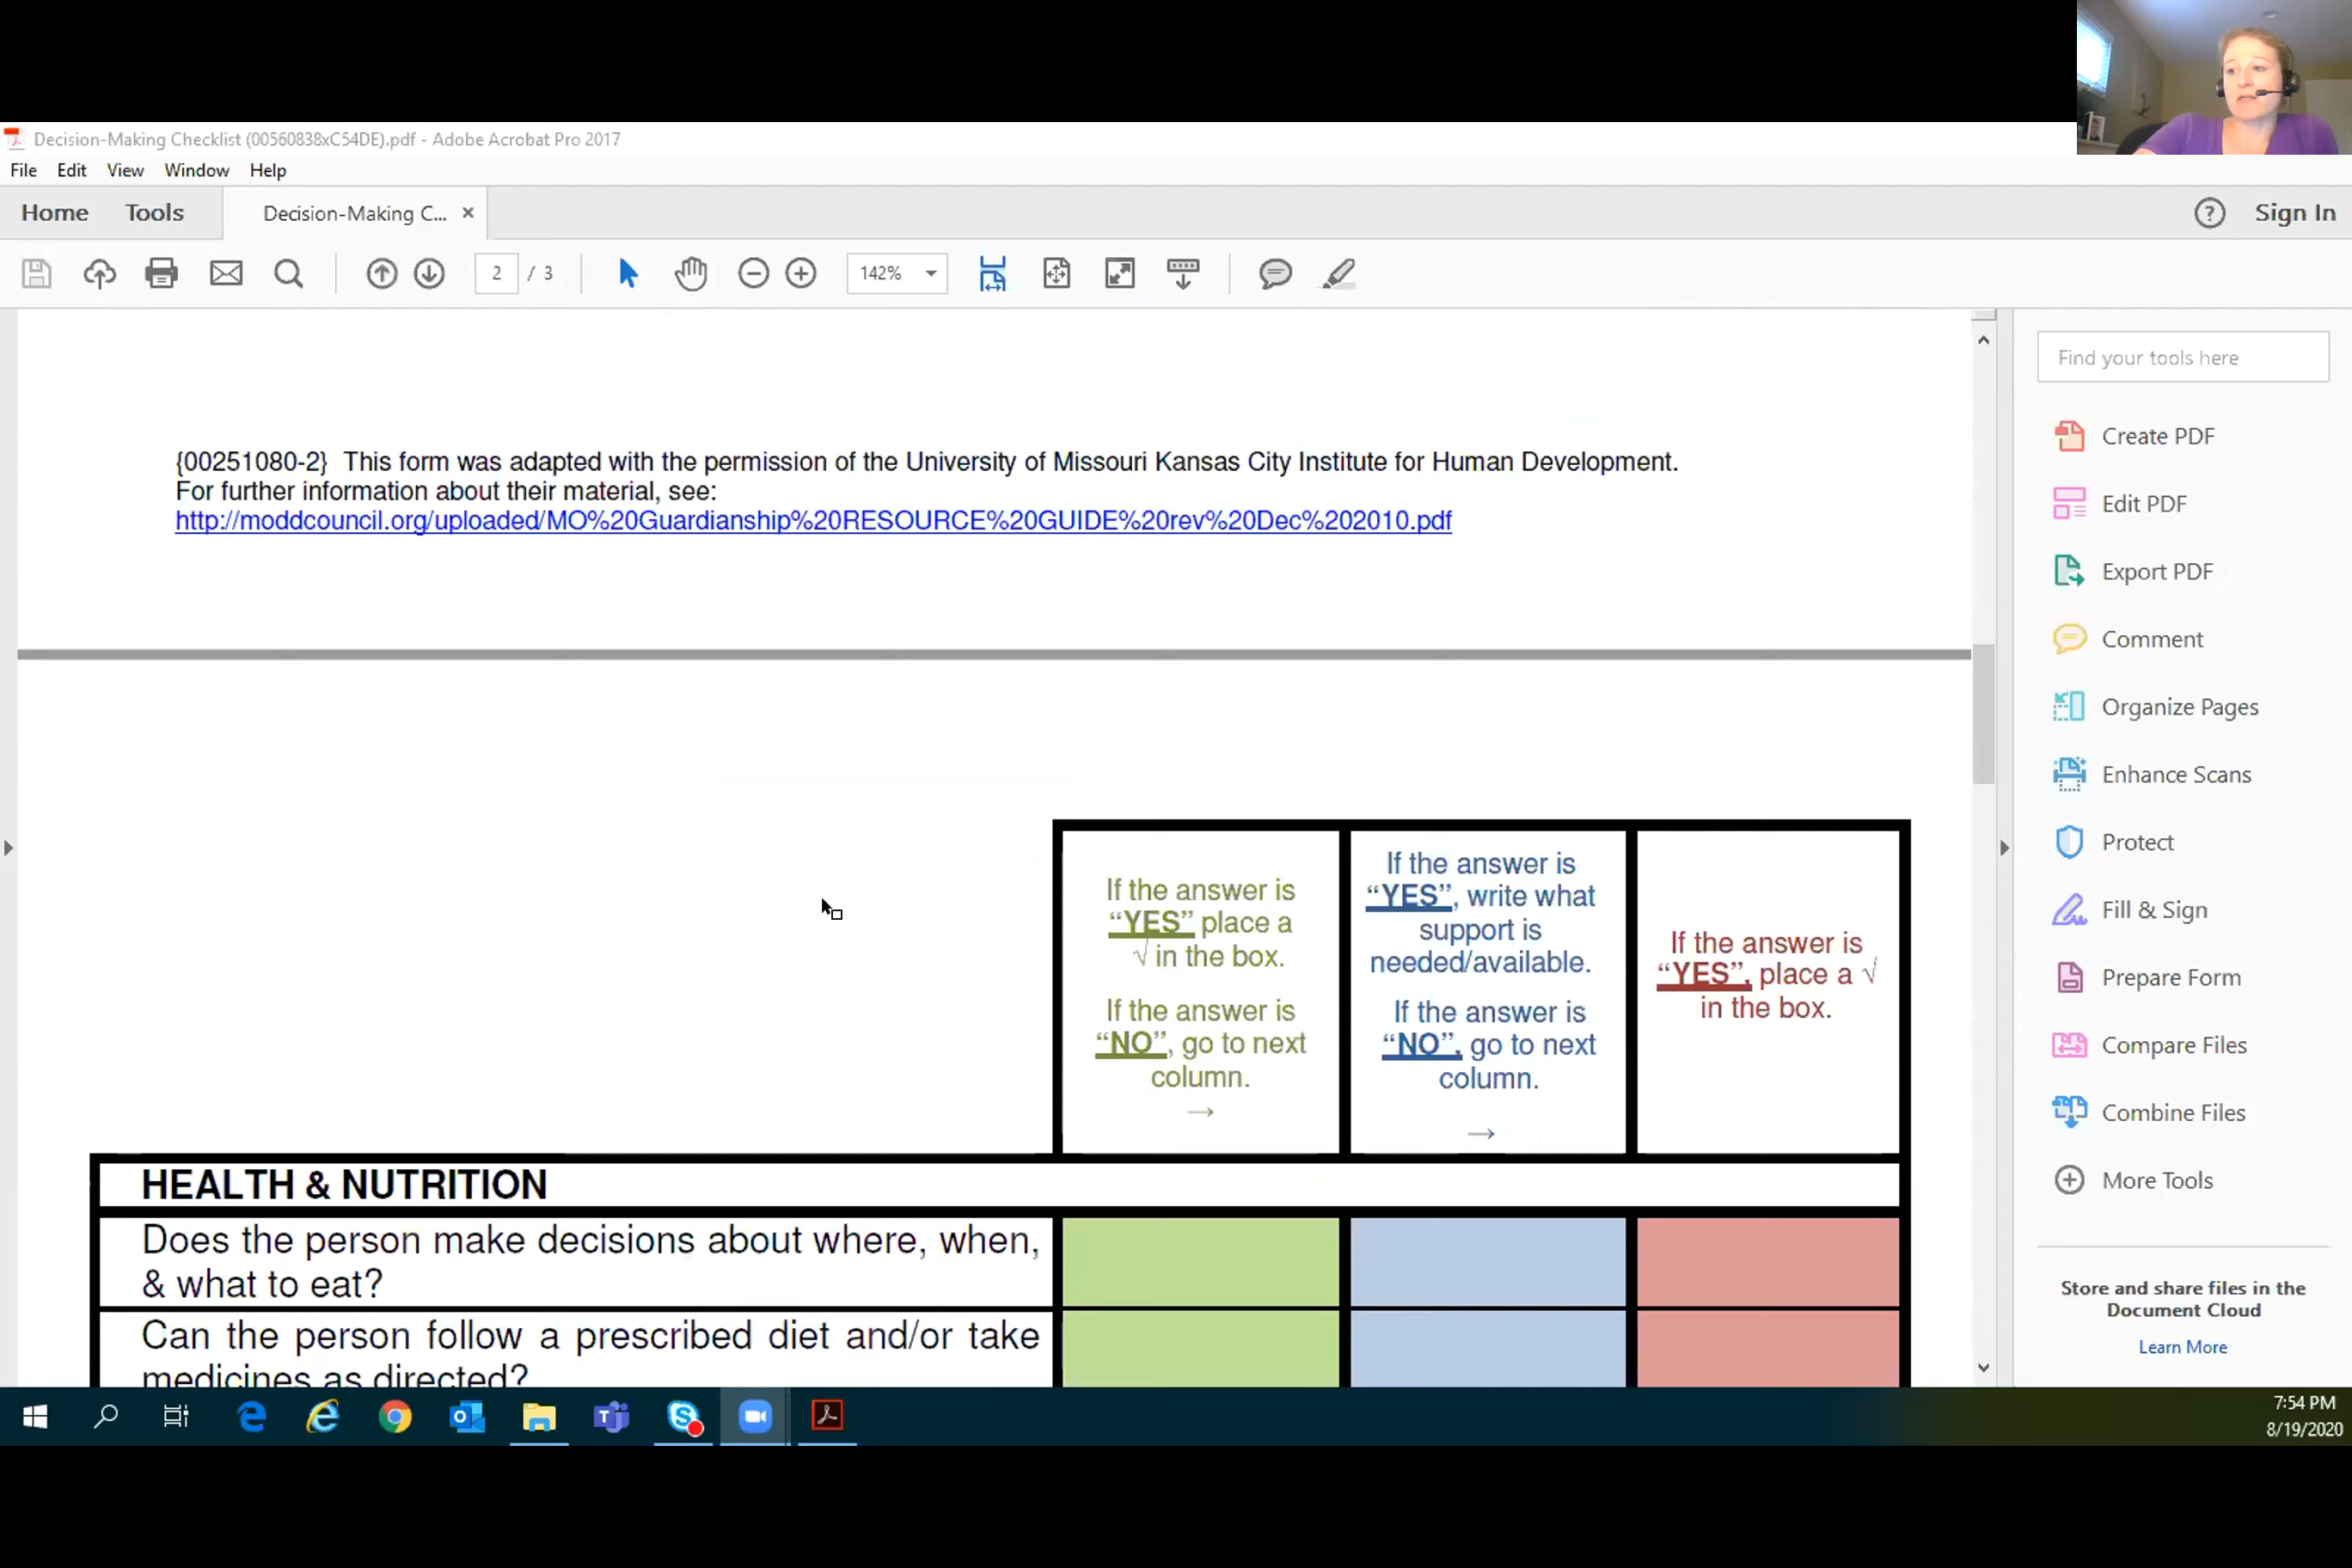 Decision-Making Checklist (00560838xC54DE).pdf - Adobe Acrobat Pro 2017
File Edit View Window Help
Home Tools Decision-Making C... × ? Sign In
2 / 3 142%
Find your tools here
{00251080-2} This form was adapted with the permission of the University of Missouri Kansas City Institute for Human Development.
For further information about their material, see:
http://moddcouncil.org/uploaded/MO%20Guardianship%20RESOURCE%20GUIDE%20rev%20Dec%202010.pdf
If the answer is
“YES” place a
√ in the box.
If the answer is
“NO”, go to next
column.
→
If the answer is
“YES”, write what
support is
needed/available.
If the answer is
“NO”, go to next
column.
→
If the answer is
“YES”, place a √
in the box.
HEALTH & NUTRITION
Does the person make decisions about where, when,
& what to eat?
Can the person follow a prescribed diet and/or take
medicines as directed?
Create PDF
Edit PDF
Export PDF
Comment
Organize Pages
Enhance Scans
Protect
Fill & Sign
Prepare Form
Compare Files
Combine Files
More Tools
Store and share files in the
Document Cloud
Learn More
7:54 PM
8/19/2020